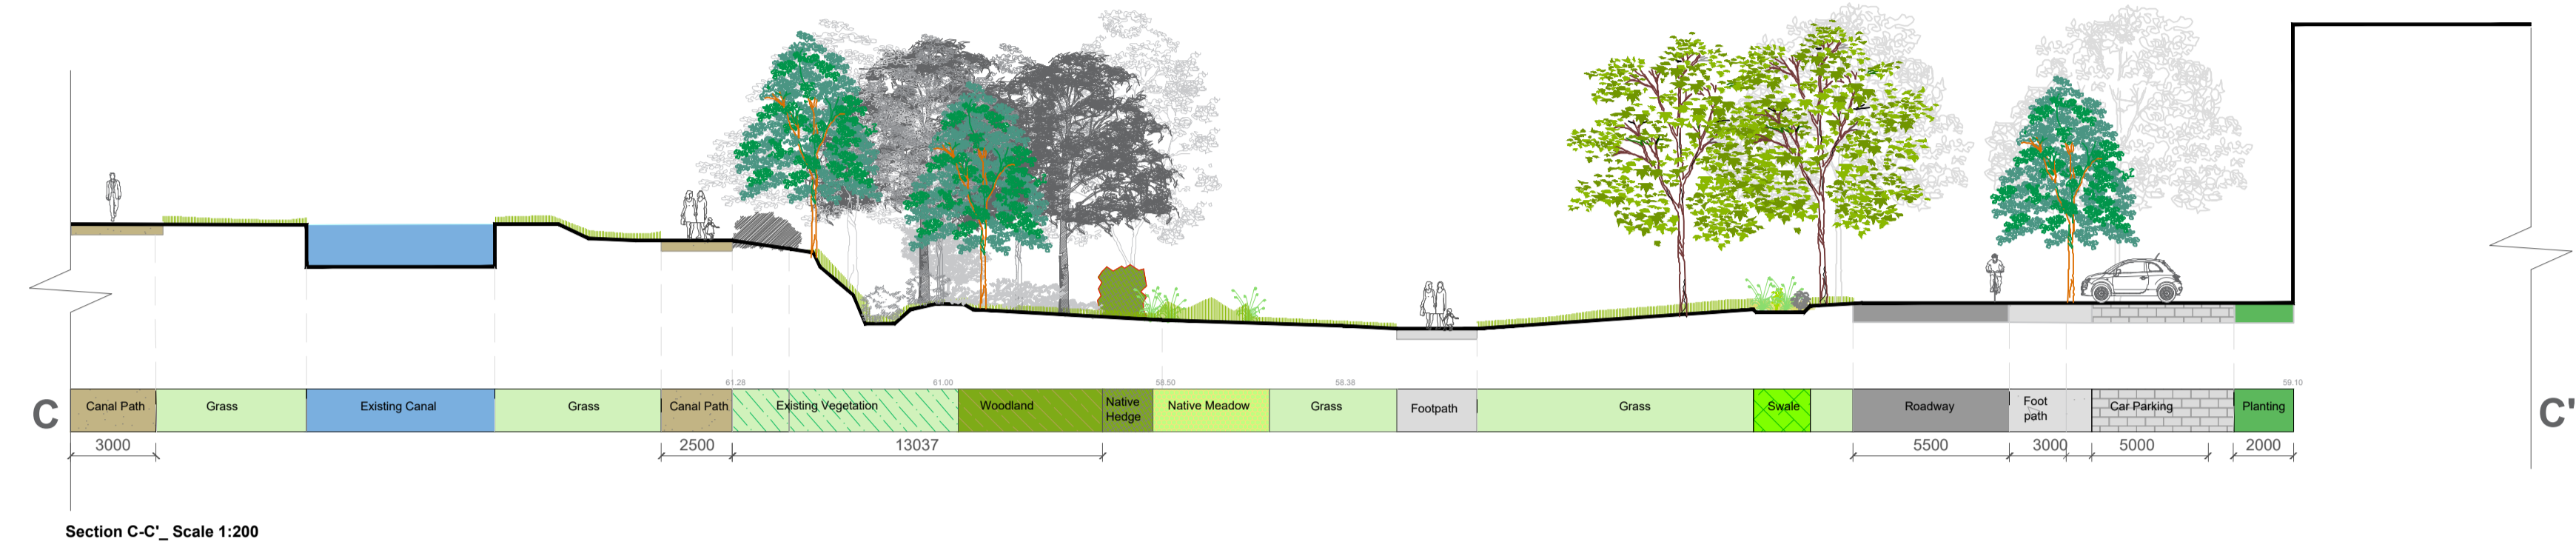 61.28 61.00 58.50 58.38 59.10
C Canal Path Grass Existing Canal Grass Canal Path Existing Vegetation Woodland Native Hedge Native Meadow Grass Footpath Grass Swale Roadway Foot path Car Parking Planting C'
3000 2500 13037 5500 3000 5000 2000
Section C-C'_ Scale 1:200